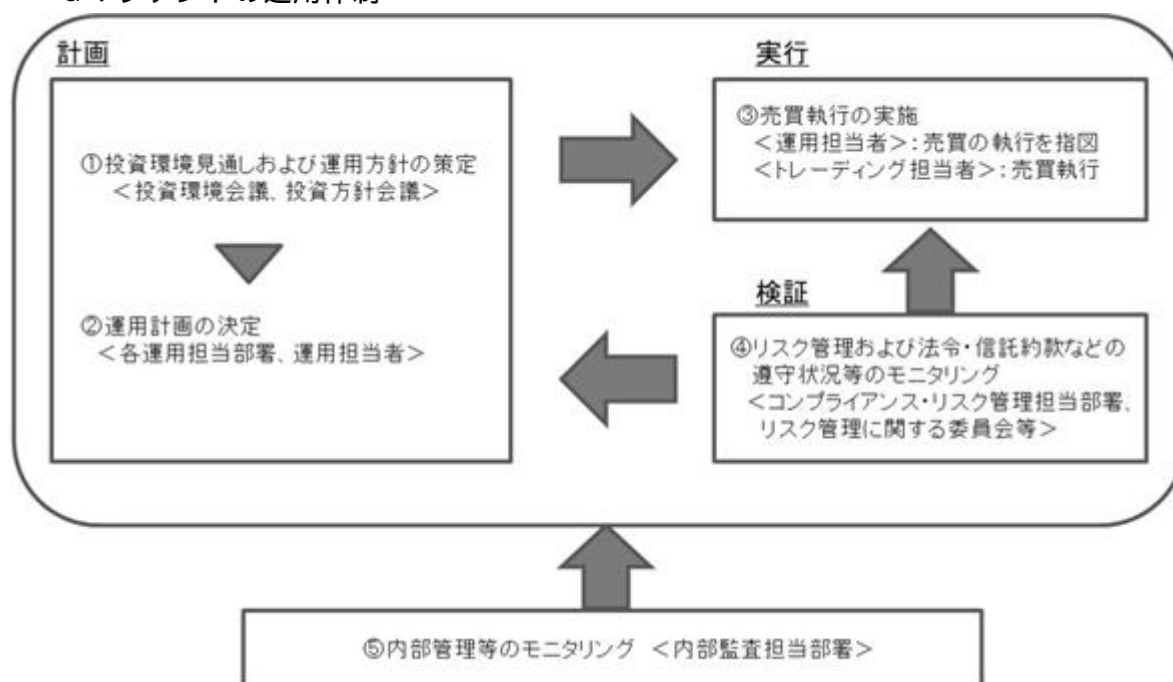 計画
①投資環境見通しおよび運用方針の策定
<投資環境会議、投資方針会議>
②運用計画の決定
<各運用担当部署、運用担当者>
実行
③売買執行の実施
<運用担当者>:売買の執行を指図
<トレーディング担当者>:売買執行
検証
④リスク管理および法令・信託約款などの
遵守状況等のモニタリング
<コンプライアンス・リスク管理担当部署、
リスク管理に関する委員会等>
⑤内部管理等のモニタリング <内部監査担当部署>